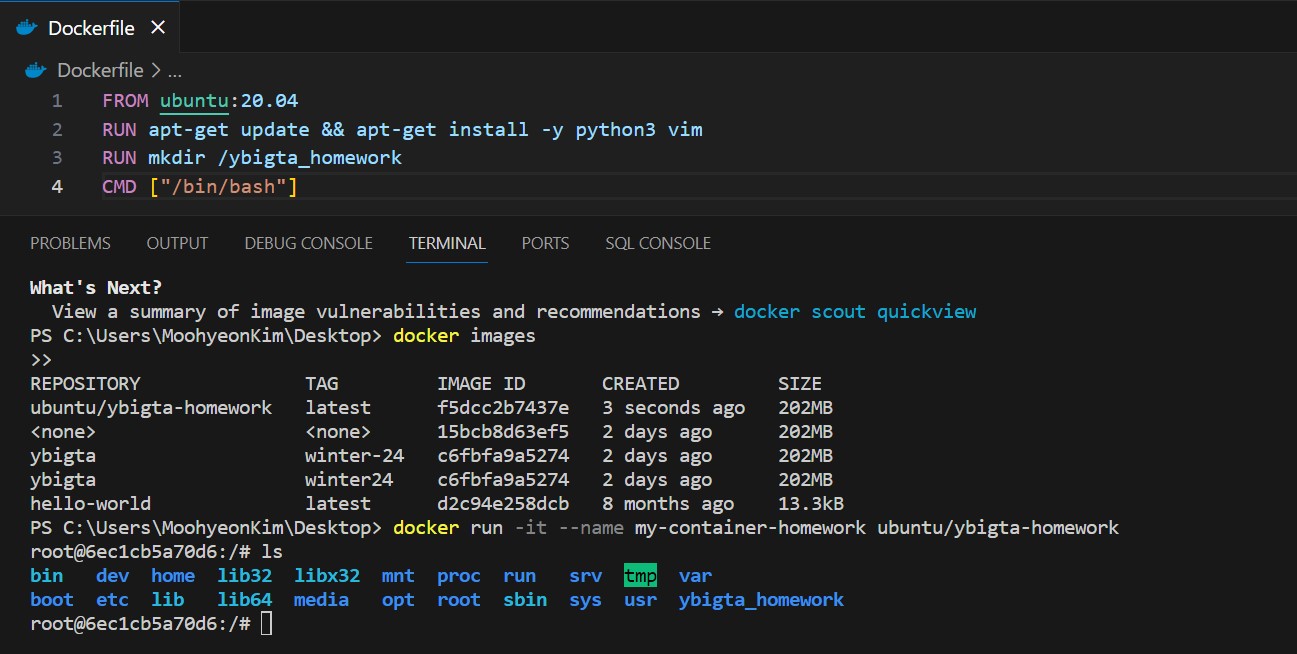 Dockerfile ×
Dockerfile > ...
1 FROM ubuntu:20.04
2 RUN apt-get update && apt-get install -y python3 vim
3 RUN mkdir /ybigta_homework
4 CMD ["/bin/bash"]
PROBLEMS OUTPUT DEBUG CONSOLE TERMINAL PORTS SQL CONSOLE
What's Next?
View a summary of image vulnerabilities and recommendations → docker scout quickview
PS C:\Users\MoohyeonKim\Desktop> docker images
>>
REPOSITORY TAG IMAGE ID CREATED SIZE
ubuntu/ybigta-homework latest f5dcc2b7437e 3 seconds ago 202MB
<none> <none> 15bcb8d63ef5 2 days ago 202MB
ybigta winter-24 c6fbfa9a5274 2 days ago 202MB
ybigta winter24 c6fbfa9a5274 2 days ago 202MB
hello-world latest d2c94e258dcb 8 months ago 13.3kB
PS C:\Users\MoohyeonKim\Desktop> docker run -it --name my-container-homework ubuntu/ybigta-homework
root@6ec1cb5a70d6:/# ls
bin dev home lib32 libx32 mnt proc run srv tmp var
boot etc lib lib64 media opt root sbin sys usr ybigta_homework
root@6ec1cb5a70d6:/#